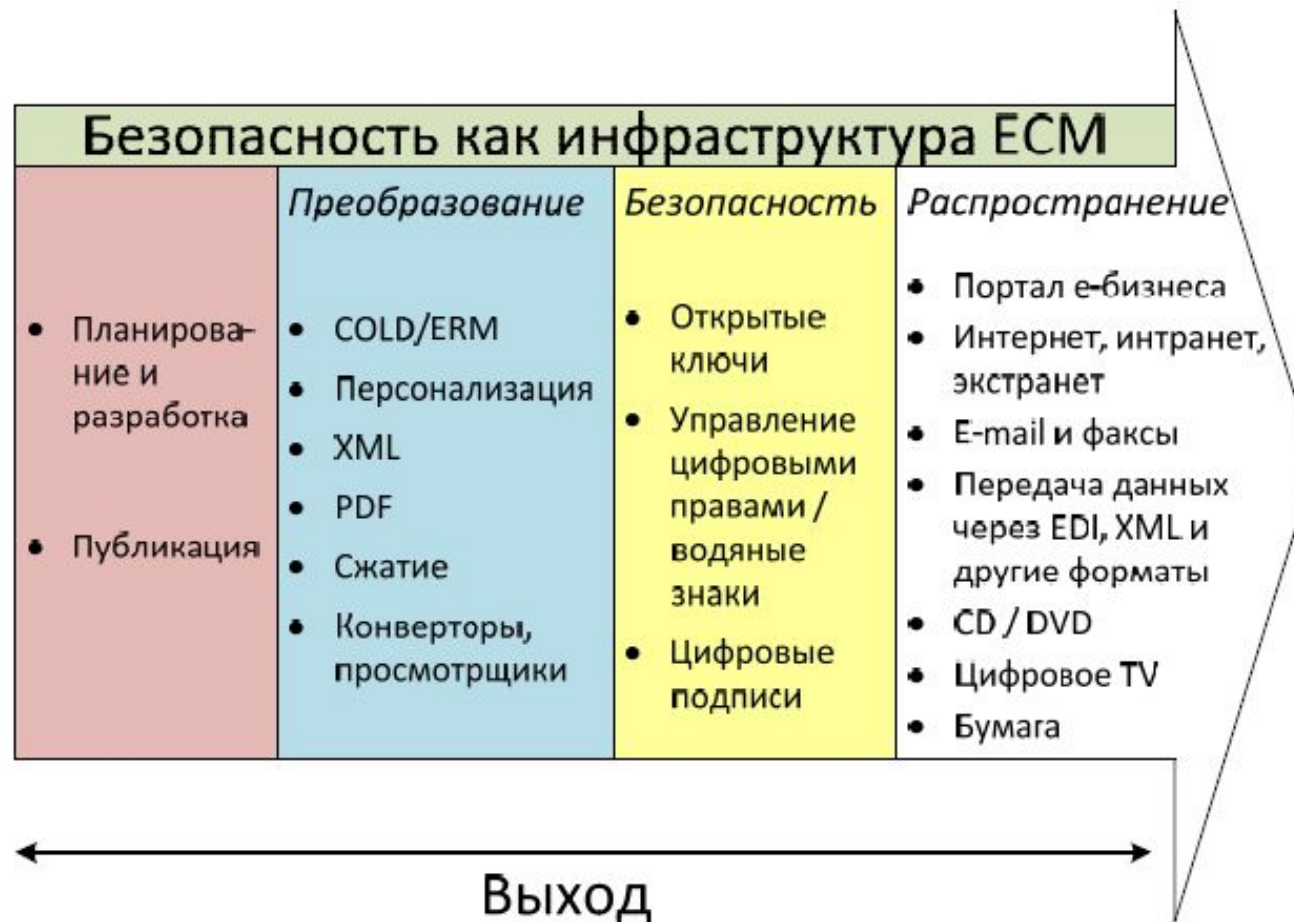 Безопасность как инфраструктура ECM
• Планирова-
ние и
разработка
• Публикация
Преобразование
• COLD/ERM
• Персонализация
• XML
• PDF
• Сжатие
• Конверторы,
просмотрщики
Безопасность
• Открытые
ключи
• Управление
цифровыми
правами /
водяные
знаки
• Цифровые
подписи
Распространение
• Портал е-бизнеса
• Интернет, интранет,
экстранет
• E-mail и факсы
• Передача данных
через EDI, XML и
другие форматы
• CD / DVD
• Цифровое TV
• Бумага
Выход